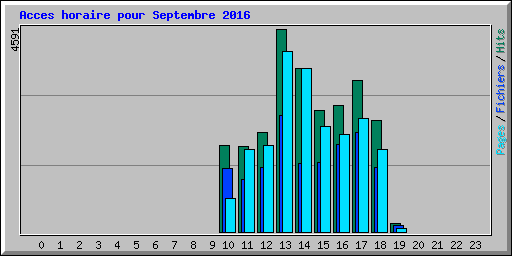 Acces horaire pour Septembre 2016
4591
Pages/Fichiers/Hits
0 1 2 3 4 5 6 7 8 9 10 11 12 13 14 15 16 17 18 19 20 21 22 23